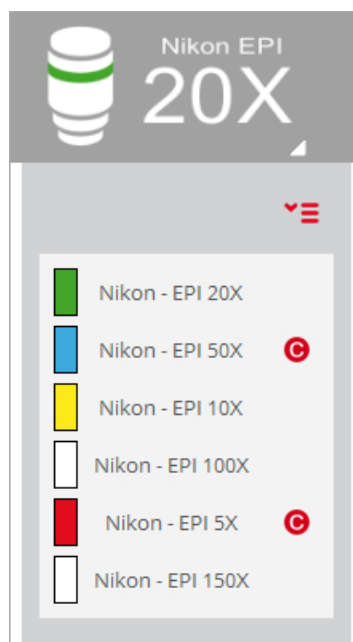 Nikon EPI
20X
Nikon - EPI 20X
Nikon - EPI 50X C
Nikon - EPI 10X
Nikon - EPI 100X
Nikon - EPI 5X C
Nikon - EPI 150X